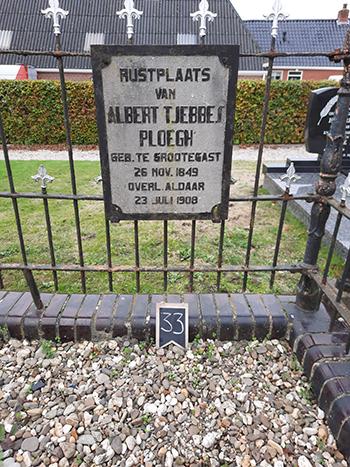 RUSTPLAATS
VAN
ALBERT TJEBBES
PLOEGH
GEB. TE GROOTEGAST
26 NOV. 1849
OVERL. ALDAAR
23 JULI 1908
33